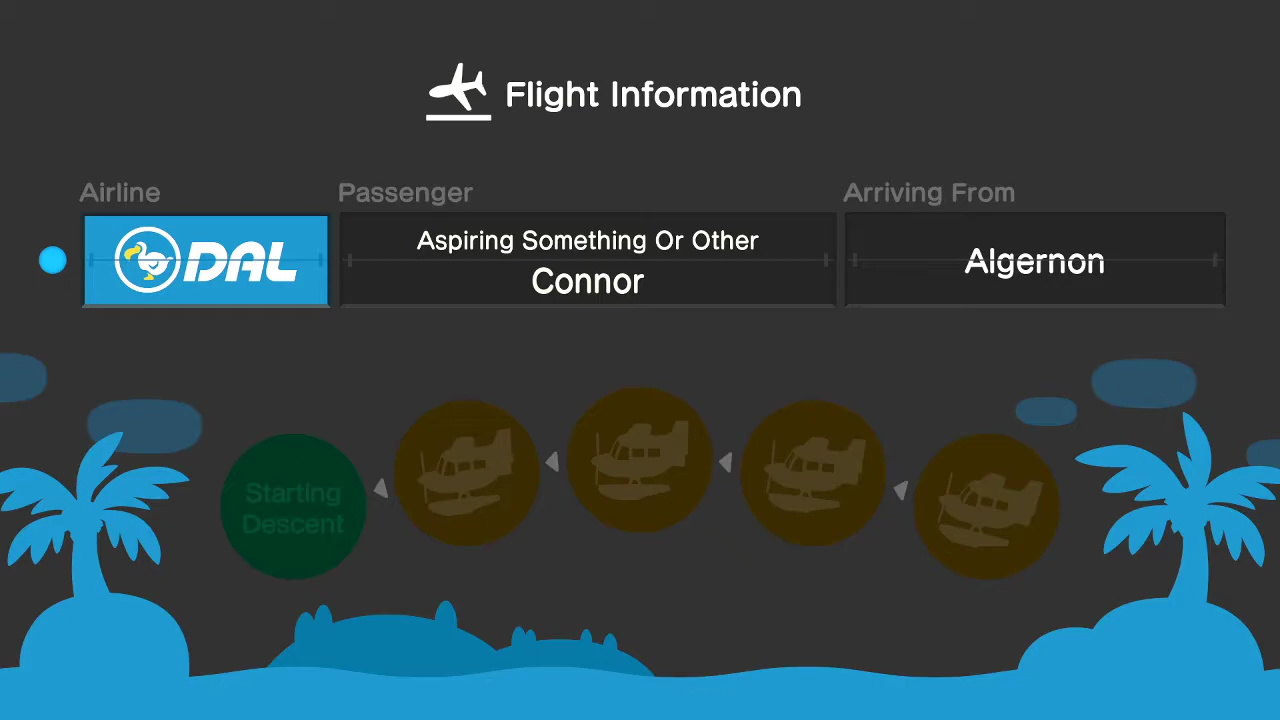 Flight Information
Airline
Passenger
Arriving From
DAL
Aspiring Something Or Other
Connor
Algernon
Starting
Descent